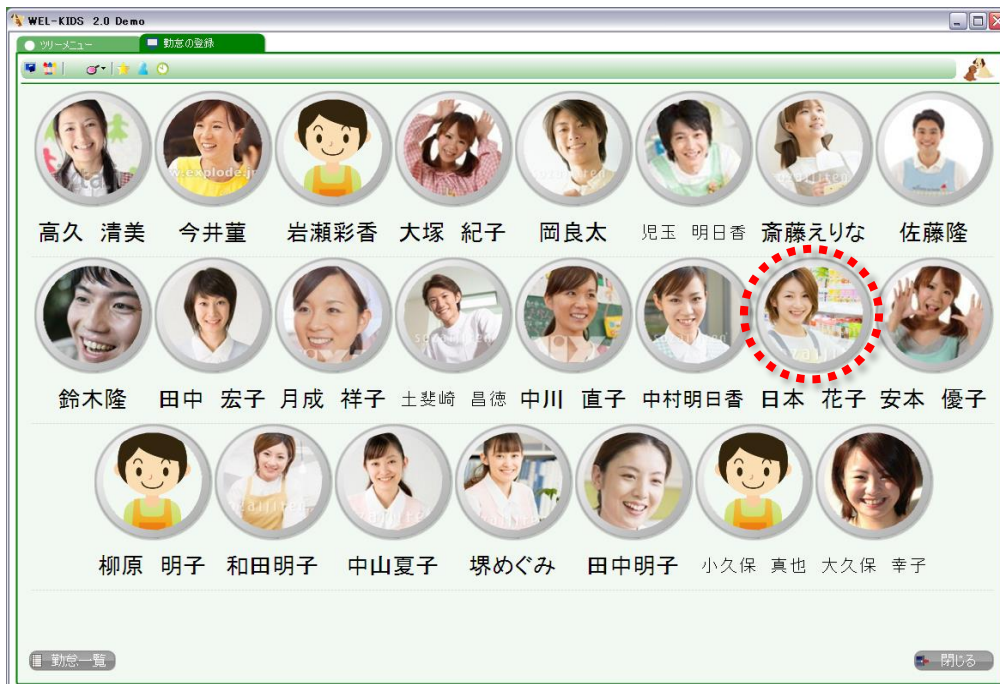 WEL-KIDS 2.0 Demo
ツリーメニュー 勤怠の登録
高久 清美 今井菫 岩瀬彩香 大塚 紀子 岡良太 児玉 明日香 斎藤えりな 佐藤隆
鈴木隆 田中 宏子 月成 祥子 土斐崎 昌徳 中川 直子 中村明日香 日本 花子 安本 優子
柳原 明子 和田明子 中山夏子 堺めぐみ 田中明子 小久保 真也 大久保 幸子
勤怠一覧 閉じる